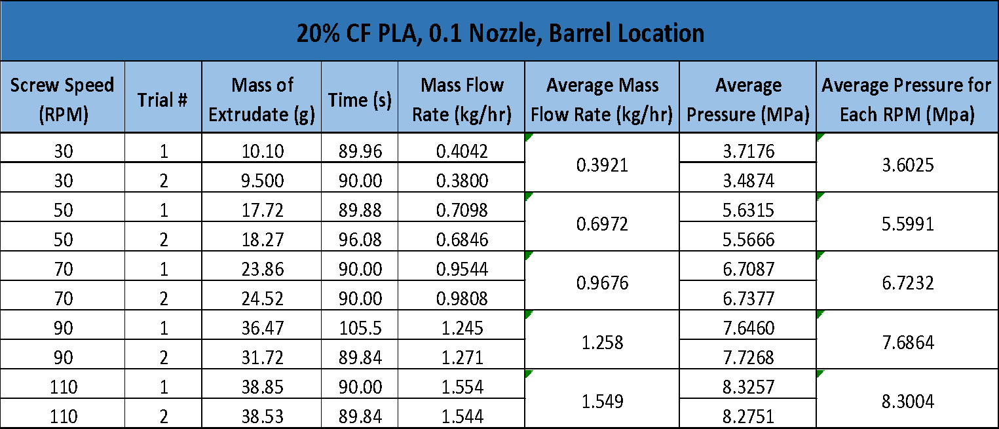 20% CF PLA, 0.1 Nozzle, Barrel Location
Screw Speed (RPM) Trial # Mass of Extrudate (g) Time (s) Mass Flow Rate (kg/hr) Average Mass Flow Rate (kg/hr) Average Pressure (MPa) Average Pressure for Each RPM (Mpa)
30 1 10.10 89.96 0.4042 0.3921 3.7176 3.6025
30 2 9.500 90.00 0.3800 3.4874
50 1 17.72 89.88 0.7098 0.6972 5.6315 5.5991
50 2 18.27 96.08 0.6846 5.5666
70 1 23.86 90.00 0.9544 0.9676 6.7087 6.7232
70 2 24.52 90.00 0.9808 6.7377
90 1 36.47 105.5 1.245 1.258 7.6460 7.6864
90 2 31.72 89.84 1.271 7.7268
110 1 38.85 90.00 1.554 1.549 8.3257 8.3004
110 2 38.53 89.84 1.544 8.2751